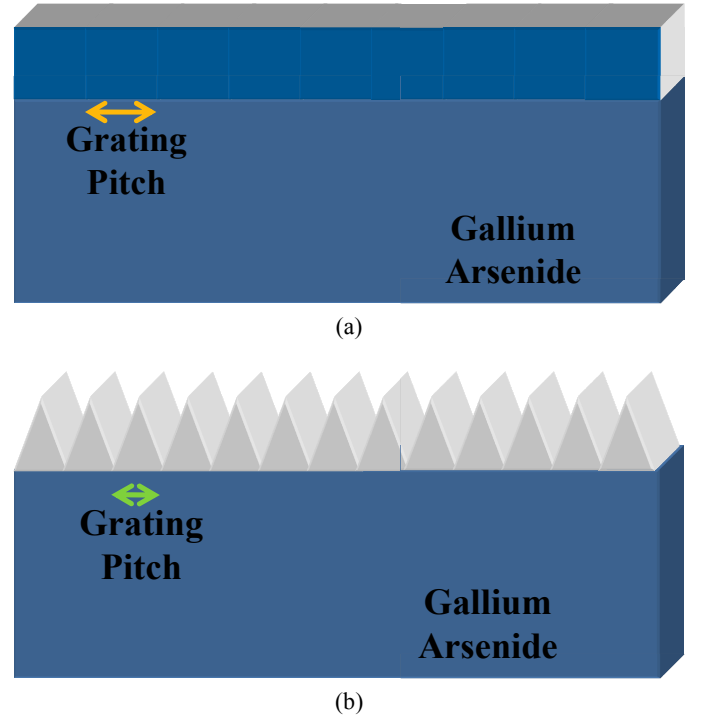 Grating
Pitch
Gallium
Arsenide
(a)
Grating
Pitch
Gallium
Arsenide
(b)